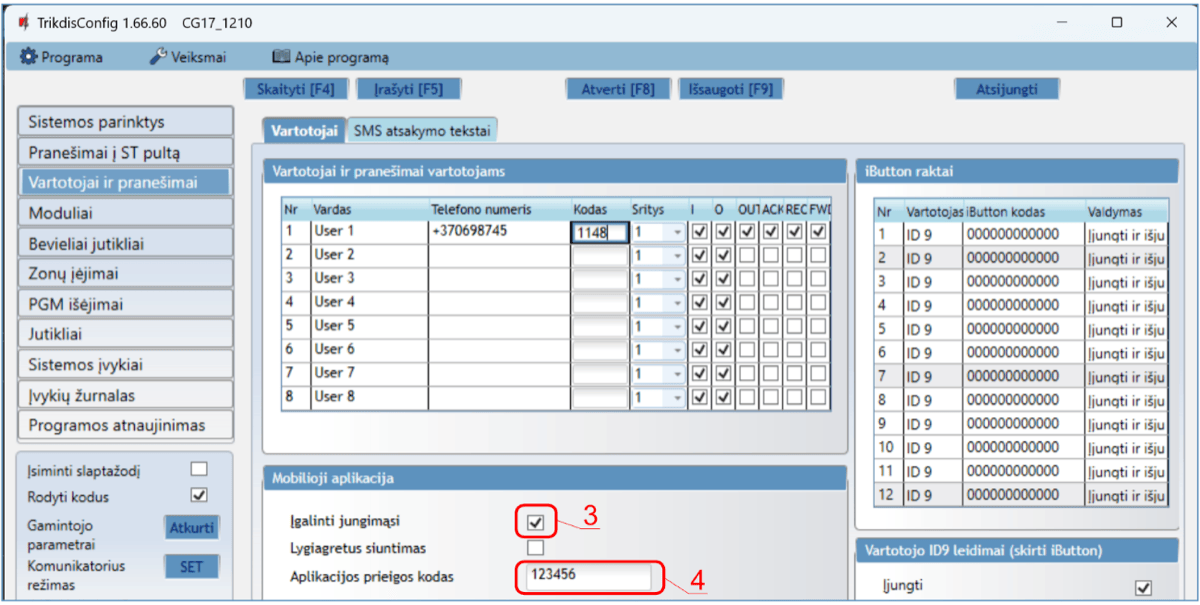 TrikdisConfig 1.66.60 CG17_1210
Programa Veiksmai Apie programą
Skaityti [F4] Įrašyti [F5] Atverti [F8] Išsaugoti [F9] Atsijungti
Sistemos parinktys
Pranešimai į ST pultą
Vartotojai ir pranešimai
Moduliai
Bevieliai jutikliai
Zonų įėjimai
PGM išėjimai
Jutikliai
Sistemos įvykiai
Įvykių žurnalas
Programos atnaujinimas
Įsiminti slaptažodį
Rodyti kodus
Gamintojo parametrai Atkurti
Komunikatorius režimas SET
Vartotojai SMS atsakymo tekstai
Vartotojai ir pranešimai vartotojams
Nr Vardas Telefono numeris Kodas Sritys I O OUT ACK REC FWD
1 User 1 +370698745 1148 1
2 User 2 1
3 User 3 1
4 User 4 1
5 User 5 1
6 User 6 1
7 User 7 1
8 User 8 1
Mobilioji aplikacija
Įgalinti jungimąsi 3
Lygiagretus siuntimas
Aplikacijos prieigos kodas 123456 4
iButton raktai
Nr Vartotojas iButton kodas Valdymas
1 ID 9 000000000000 Įjungti ir išju
2 ID 9 000000000000 Įjungti ir išju
3 ID 9 000000000000 Įjungti ir išju
4 ID 9 000000000000 Įjungti ir išju
5 ID 9 000000000000 Įjungti ir išju
6 ID 9 000000000000 Įjungti ir išju
7 ID 9 000000000000 Įjungti ir išju
8 ID 9 000000000000 Įjungti ir išju
9 ID 9 000000000000 Įjungti ir išju
10 ID 9 000000000000 Įjungti ir išju
11 ID 9 000000000000 Įjungti ir išju
12 ID 9 000000000000 Įjungti ir išju
Vartotojo ID9 leidimai (skirti iButton)
Įjungti